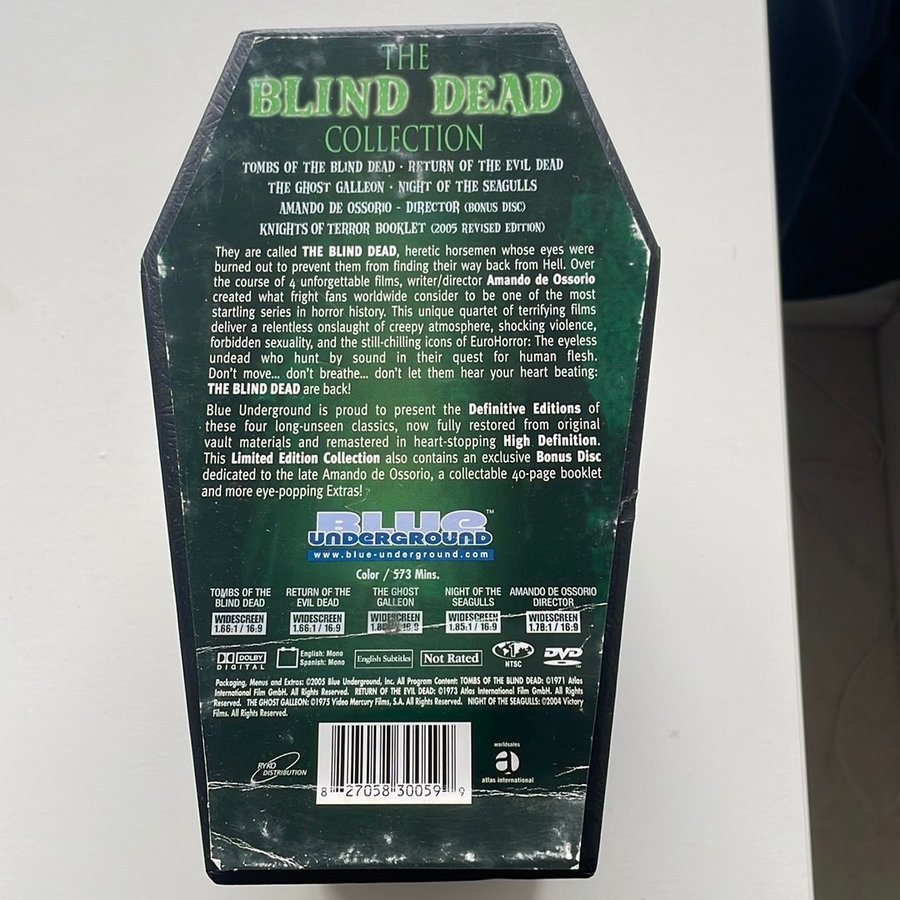 THE
BLIND DEAD
COLLECTION
TOMBS OF THE BLIND DEAD · RETURN OF THE EVIL DEAD
THE GHOST GALLEON · NIGHT OF THE SEAGULLS
AMANDO DE OSSORIO - DIRECTOR (BONUS DISC)
KNIGHTS OF TERROR BOOKLET (2005 REVISED EDITION)
They are called THE BLIND DEAD, heretic horsemen whose eyes were
burned out to prevent them from finding their way back from Hell. Over
the course of 4 unforgettable films, writer/director Amando de Ossorio
created what fright fans worldwide consider to be one of the most
startling series in horror history. This unique quartet of terrifying films
deliver a relentless onslaught of creepy atmosphere, shocking violence,
forbidden sexuality, and the still-chilling icons of EuroHorror: The eyeless
undead who hunt by sound in their quest for human flesh.
Don't move... don't breathe... don't let them hear your heart beating:
THE BLIND DEAD are back!
Blue Underground is proud to present the Definitive Editions of
these four long-unseen classics, now fully restored from original
vault materials and remastered in heart-stopping High Definition.
This Limited Edition Collection also contains an exclusive Bonus Disc
dedicated to the late Amando de Ossorio, a collectable 40-page booklet
and more eye-popping Extras!
BLUE™
UNDERGROUND
www.blue-underground.com
Color / 573 Mins.
TOMBS OF THE BLIND DEAD
WIDESCREEN
1.66:1 / 16:9
RETURN OF THE EVIL DEAD
WIDESCREEN
1.66:1 / 16:9
THE GHOST GALLEON
WIDESCREEN
16:9
NIGHT OF THE SEAGULLS
WIDESCREEN
1.85:1 / 16:9
AMANDO DE OSSORIO DIRECTOR
WIDESCREEN
1.78:1 / 16:9
DOLBY
DIGITAL
English: Mono
Spanish: Mono
English Subtitles
Not Rated
NTSC
DVD
Packaging, Menus and Extras: ©2005 Blue Underground, Inc. All Program Content: TOMBS OF THE BLIND DEAD: ©1971 Atlas
International Film GmbH. All Rights Reserved. RETURN OF THE EVIL DEAD: ©1973 Atlas International Film GmbH. All Rights
Reserved. THE GHOST GALLEON: ©1975 Video Mercury Films, S.A. All Rights Reserved. NIGHT OF THE SEAGULLS: ©2004 Victory
Films. All Rights Reserved.
RYKO
DISTRIBUTION
8 27058 30059 9
worldsales
a
atlas international